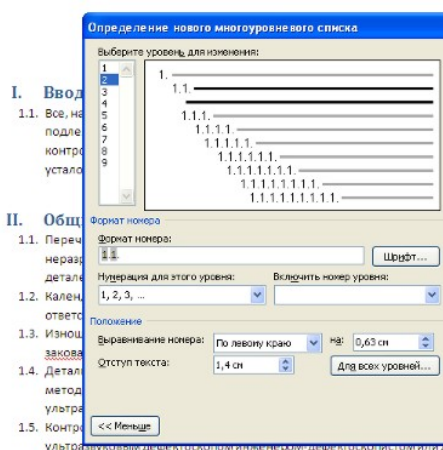 Определение нового многоуровневого списка
Выберите уровень для изменения:
1
2
3
4
5
6
7
8
9
1.
1.1.
1.1.1.
1.1.1.1.
1.1.1.1.1.
1.1.1.1.1.1.
1.1.1.1.1.1.1.
1.1.1.1.1.1.1.1.
1.1.1.1.1.1.1.1.1.
Формат номера
Формат номера:
1.1.
Шрифт...
Нумерация для этого уровня:
Включить номер уровня:
1, 2, 3, ...
Положение
Выравнивание номера:
По левому краю
на:
0,63 см
Отступ текста:
1,4 см
Для всех уровней...
<< Меньше
I. Ввод
1.1. Все, на
подле
контро
устало
II. Общ
1.1. Переч
неразр
детале
1.2. Кален
ответс
1.3. Износ
закова
1.4. Детал
метод
ультра
1.5. Контро